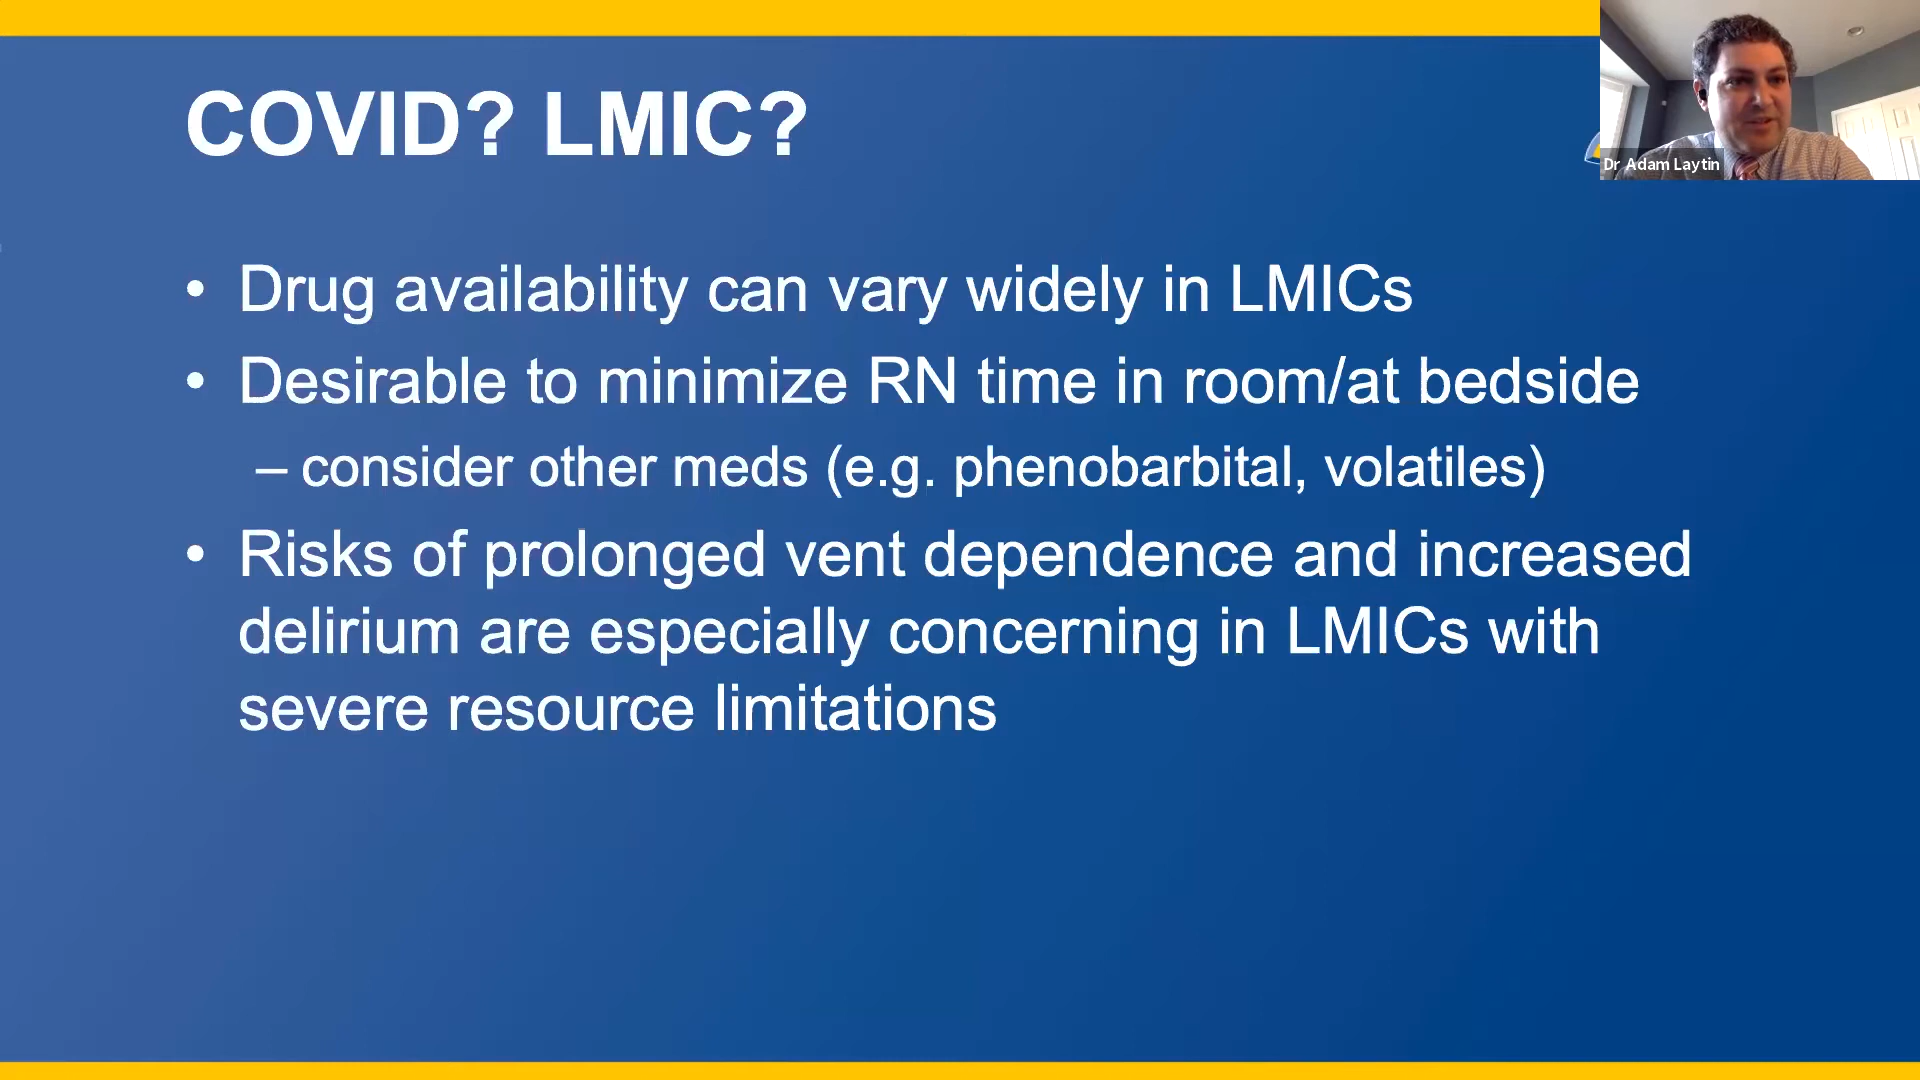 COVID? LMIC?
Dr Adam Laytin
• Drug availability can vary widely in LMICs
• Desirable to minimize RN time in room/at bedside
– consider other meds (e.g. phenobarbital, volatiles)
• Risks of prolonged vent dependence and increased
delirium are especially concerning in LMICs with
severe resource limitations